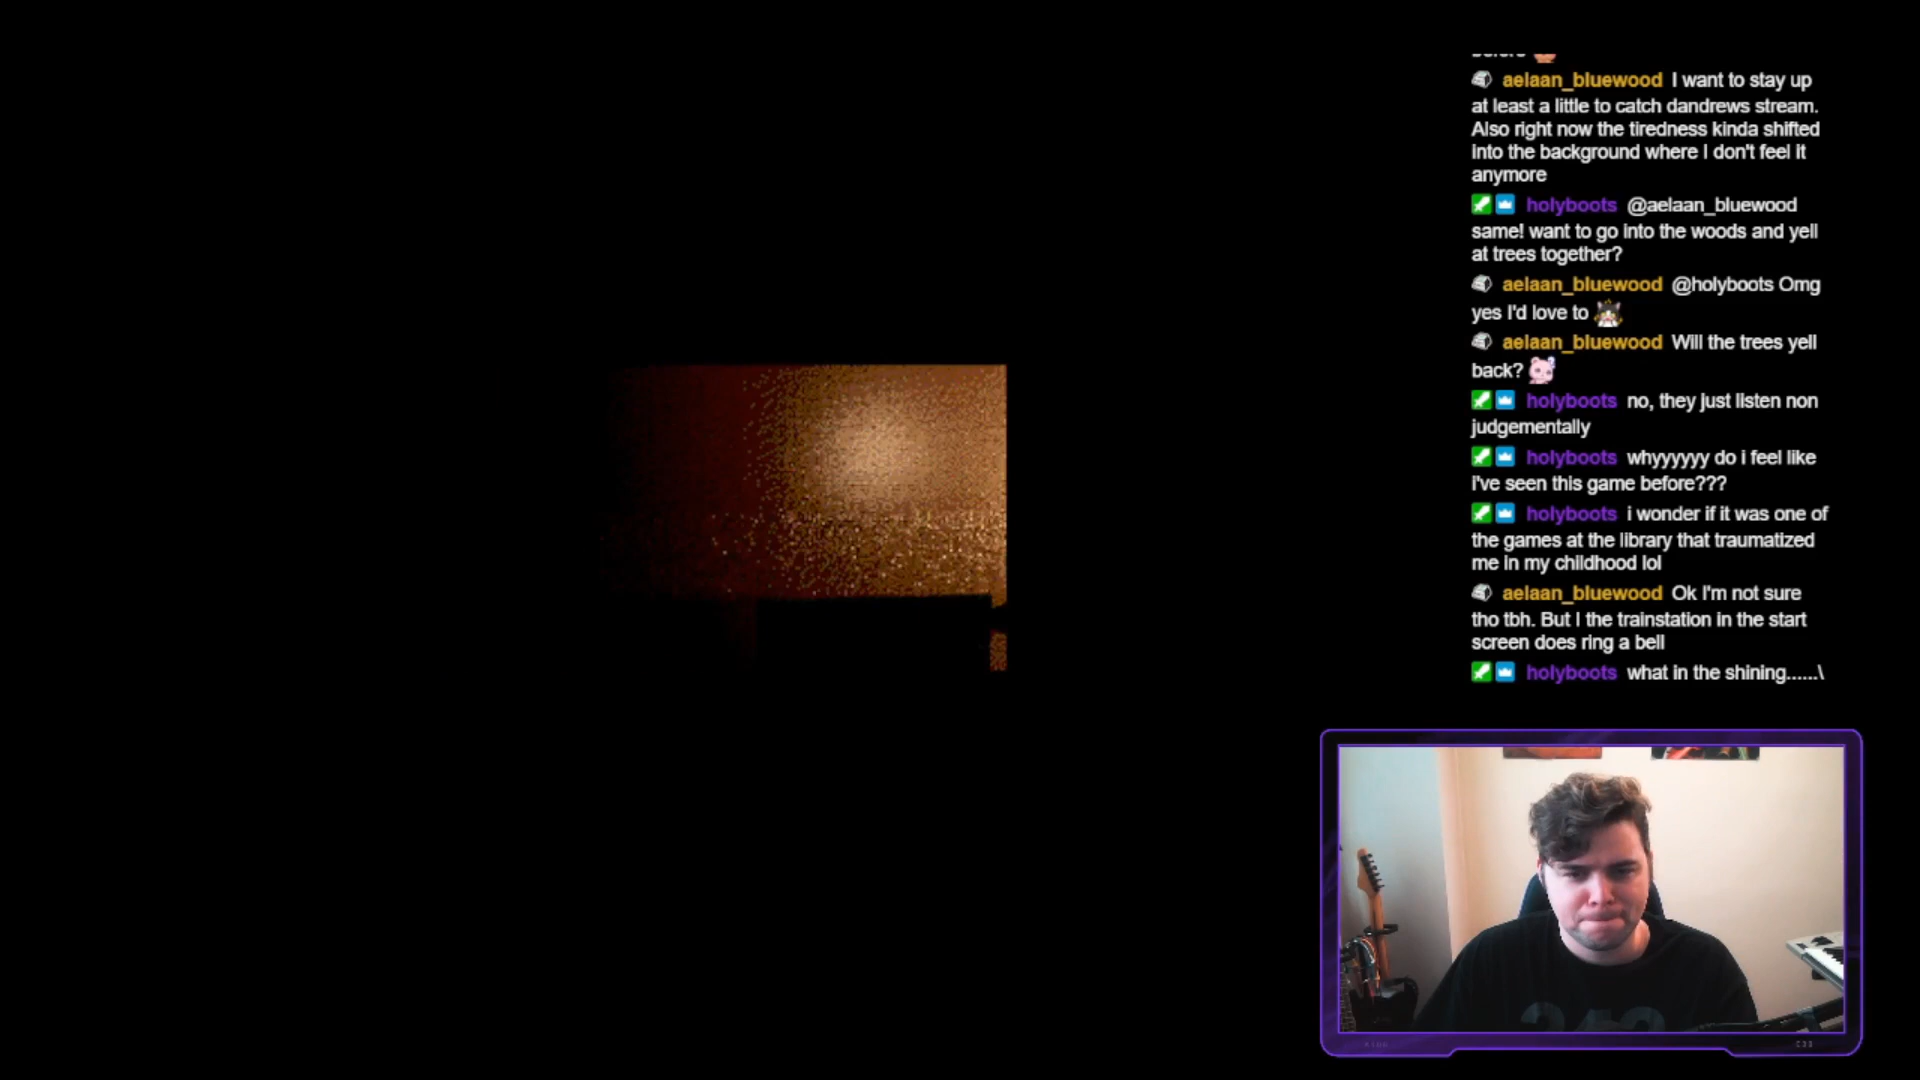 aelaan_bluewood I want to stay up
at least a little to catch dandrews stream.
Also right now the tiredness kinda shifted
into the background where I don't feel it
anymore
holyboots @aelaan_bluewood
same! want to go into the woods and yell
at trees together?
aelaan_bluewood @holyboots Omg
yes I'd love to
aelaan_bluewood Will the trees yell
back?
holyboots no, they just listen non
judgementally
holyboots whyyyyyy do i feel like
I've seen this game before???
holyboots i wonder if it was one of
the games at the library that traumatized
me in my childhood lol
aelaan_bluewood Ok I'm not sure
tho tbh. But I the trainstation in the start
screen does ring a bell
holyboots what in the shining......\